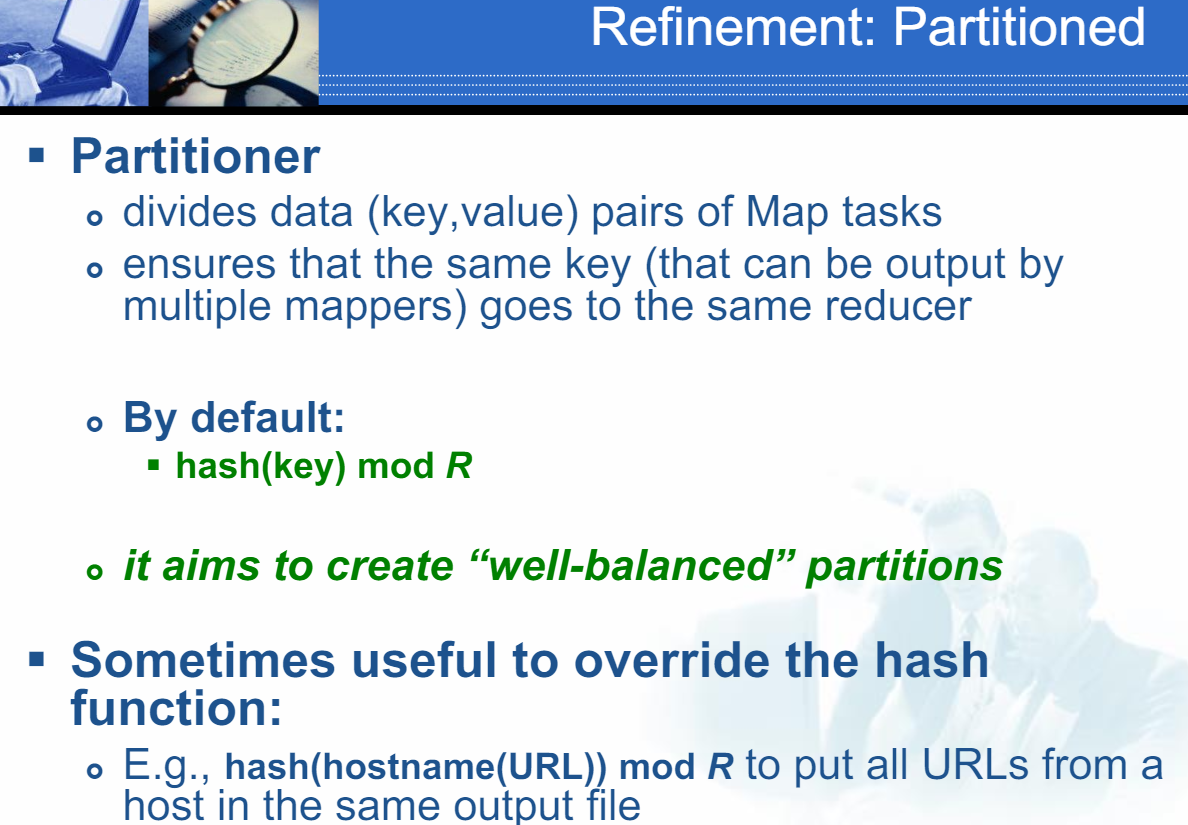 Refinement: Partitioned
▪ Partitioner
divides data (key,value) pairs of Map tasks
ensures that the same key (that can be output by
multiple mappers) goes to the same reducer
By default:
▪ hash(key) mod R
it aims to create “well-balanced” partitions
▪ Sometimes useful to override the hash
function:
E.g., hash(hostname(URL)) mod R to put all URLs from a
host in the same output file